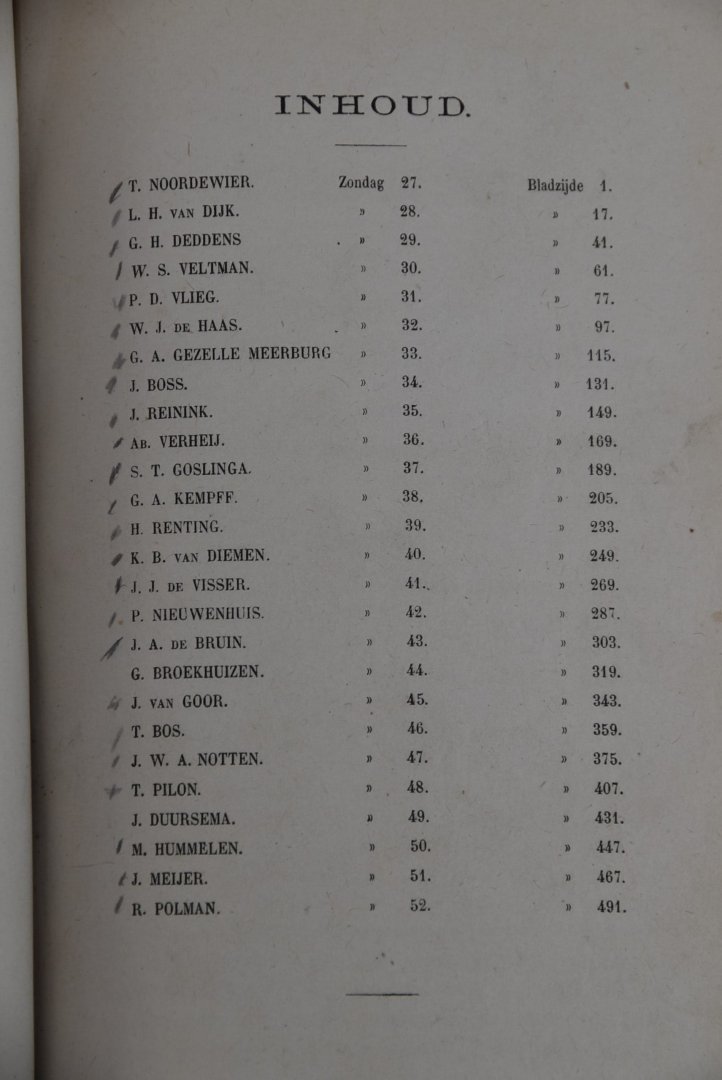 INHOUD.
T. NOORDEWIER. Zondag 27. Bladzijde 1.
L. H. VAN DIJK. » 28. » 17.
G. H. DEDDENS . » 29. » 41.
W. S. VELTMAN. » 30. » 61.
P. D. VLIEG. » 31. » 77.
W. J. DE HAAS. . » 32. » 97.
G. A. GEZELLE MEERBURG » 33. » 115.
J. BOSS. » 34. » 131.
J. REININK. » 35. » 149.
AB. VERHEIJ. » 36. » 169.
S. T. GOSLINGA. » 37. » 189.
G. A. KEMPFF. » 38. » 205.
H. RENTING. » 39. » 233.
K. B. VAN DIEMEN. » 40. » 249.
J. J. DE VISSER. » 41. » 269.
P. NIEUWENHUIS. » 42. » 287.
J. A. DE BRUIN. » 43. » 303.
G. BROEKHUIZEN. » 44. » 319.
J. VAN GOOR. » 45. » 343.
T. BOS. » 46. » 359.
J. W. A. NOTTEN. » 47. » 375.
T. PILON. » 48. » 407.
J. DUURSEMA. » 49. » 431.
M. HUMMELEN. » 50. » 447.
J. MEIJER. » 51. » 467.
R. POLMAN. » 52. » 491.